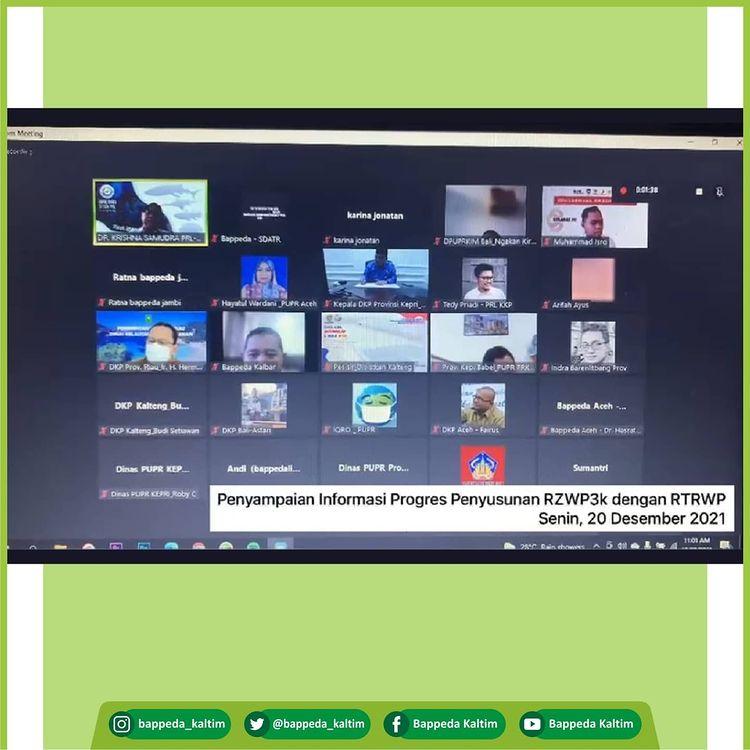 om Meeting
0:01:38
karina jonatan
DR. KRISHNA SAMUDRA PRL-...
Bappeda - SDATR
karina jonatan
DPUPRKIM Bali_Ngakan Kir...
Muhammad Isro
Ratna bappeda j...
Ratna bappeda jambi
Hayatul Wardani _PUPR Aceh
Kepala DKP Provinsi Kepri_...
Tedy Priadi - PRL KKP
Arifah Ayus
DKP Prov. Riau_Ir. H. Herm...
Bappeda Kalbar
Prov. Kep Babel_PUPR TRK...
Indra Barenlitbang Prov
DKP Kalteng_Bu...
Bappeda Aceh -...
DKP Kalteng_Budi Setiawan
DKP Bali-Astari
IQRO _ PUPR
DKP Aceh - Fairus
Bappeda Aceh - Dr. Hasrat...
Dinas PUPR KEP...
Andi (bappedali...
Dinas PUPR Pro...
Sumantri
Dinas PUPR KEPRI_Roby C
Penyampaian Informasi Progres Penyusunan RZWP3k dengan RTRWP
Senin, 20 Desember 2021
26°C Rain showers
11:01 AM
bappeda_kaltim
@bappeda_kaltim
Bappeda Kaltim
Bappeda Kaltim